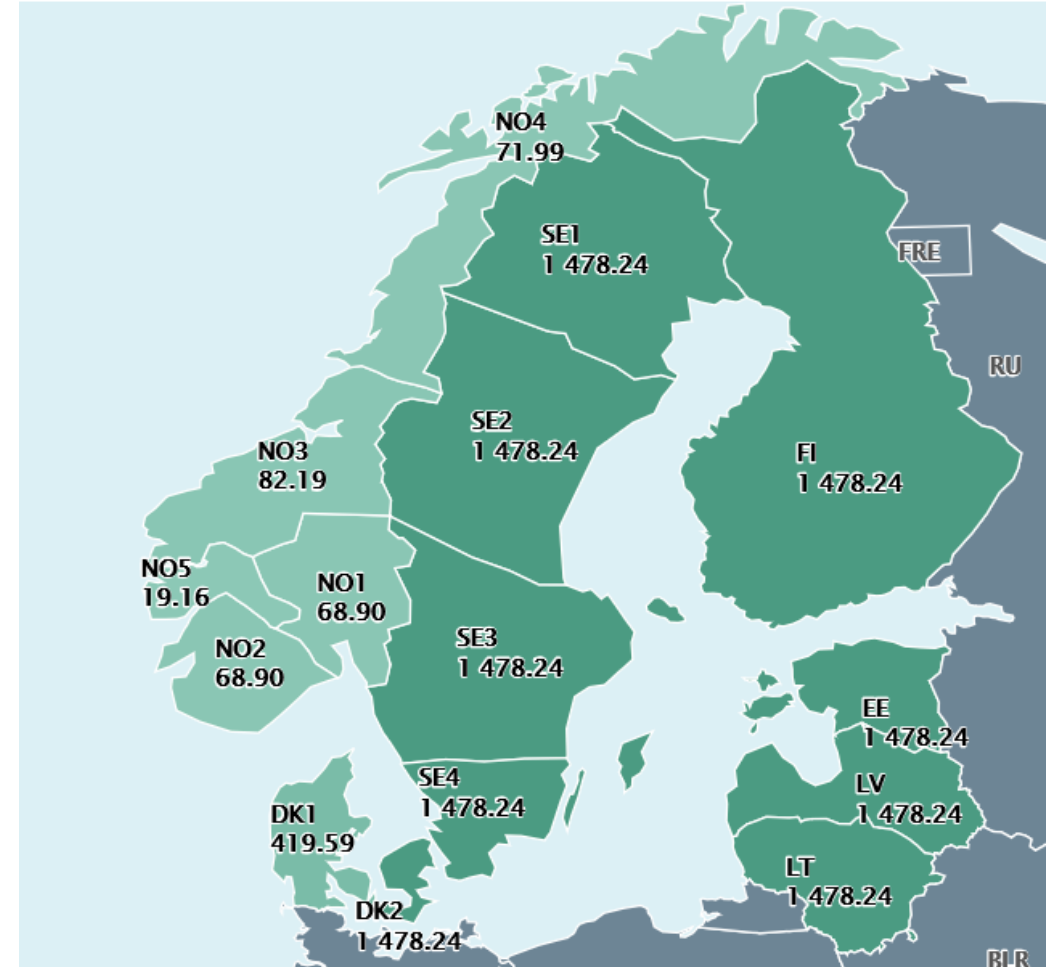 NO4
71.99
SE1
1 478.24
FRE
RU
SE2
1 478.24
NO3
82.19
FI
1 478.24
NO5
19.16
NO1
68.90
NO2
68.90
SE3
1 478.24
EE
1 478.24
SE4
1 478.24
LV
1 478.24
DK1
419.59
LT
1 478.24
DK2
1 478.24
BLR